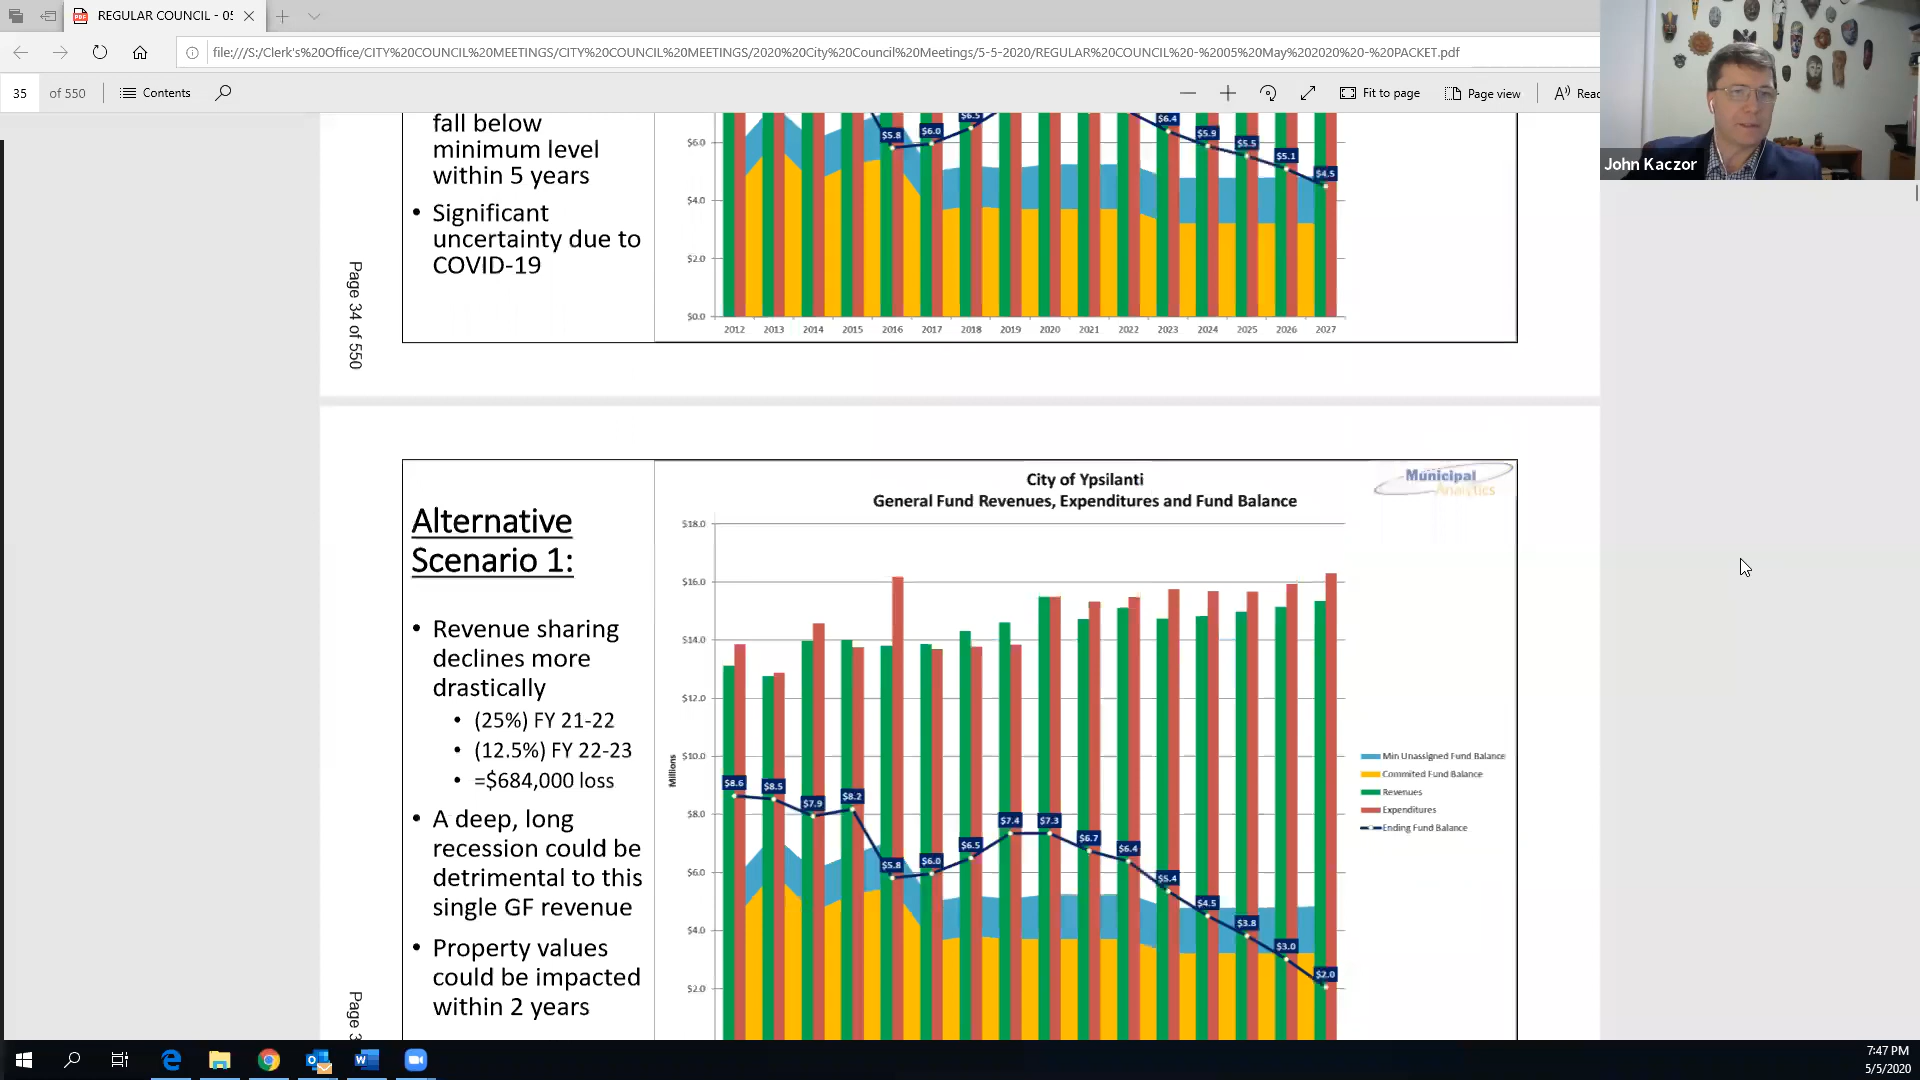 REGULAR COUNCIL - 05
file:///S:/Clerk's%20Office/CITY%20COUNCIL%20MEETINGS/CITY%20COUNCIL%20MEETINGS/2020%20City%20Council%20Meetings/5-5-2020/REGULAR%20COUNCIL%20-%2005%20May%202020%20-%20PACKET.pdf
35 of 550
Contents
Fit to page
Page view
Reac
John Kaczor
fall below
minimum level
within 5 years
• Significant
uncertainty due to
COVID-19
Page 34 of 550
$6.0
$4.0
$2.0
$0.0
$5.8 $6.0 $6.5 $6.4 $5.9 $5.5 $5.1 $4.5
2012 2013 2014 2015 2016 2017 2018 2019 2020 2021 2022 2023 2024 2025 2026 2027
Alternative
Scenario 1:
• Revenue sharing
declines more
drastically
• (25%) FY 21-22
• (12.5%) FY 22-23
• =$684,000 loss
• A deep, long
recession could be
detrimental to this
single GF revenue
• Property values
could be impacted
within 2 years
Page 3
City of Ypsilanti
General Fund Revenues, Expenditures and Fund Balance
Municipal
Analytics
$18.0
$16.0
$14.0
$12.0
$10.0
$8.0
$6.0
$4.0
$2.0
Millions
$8.6 $8.5 $7.9 $8.2 $5.8 $6.0 $6.5 $7.4 $7.3 $6.7 $6.4 $5.4 $4.5 $3.8 $3.0 $2.0
Min Unassigned Fund Balance
Commited Fund Balance
Revenues
Expenditures
Ending Fund Balance
7:47 PM
5/5/2020